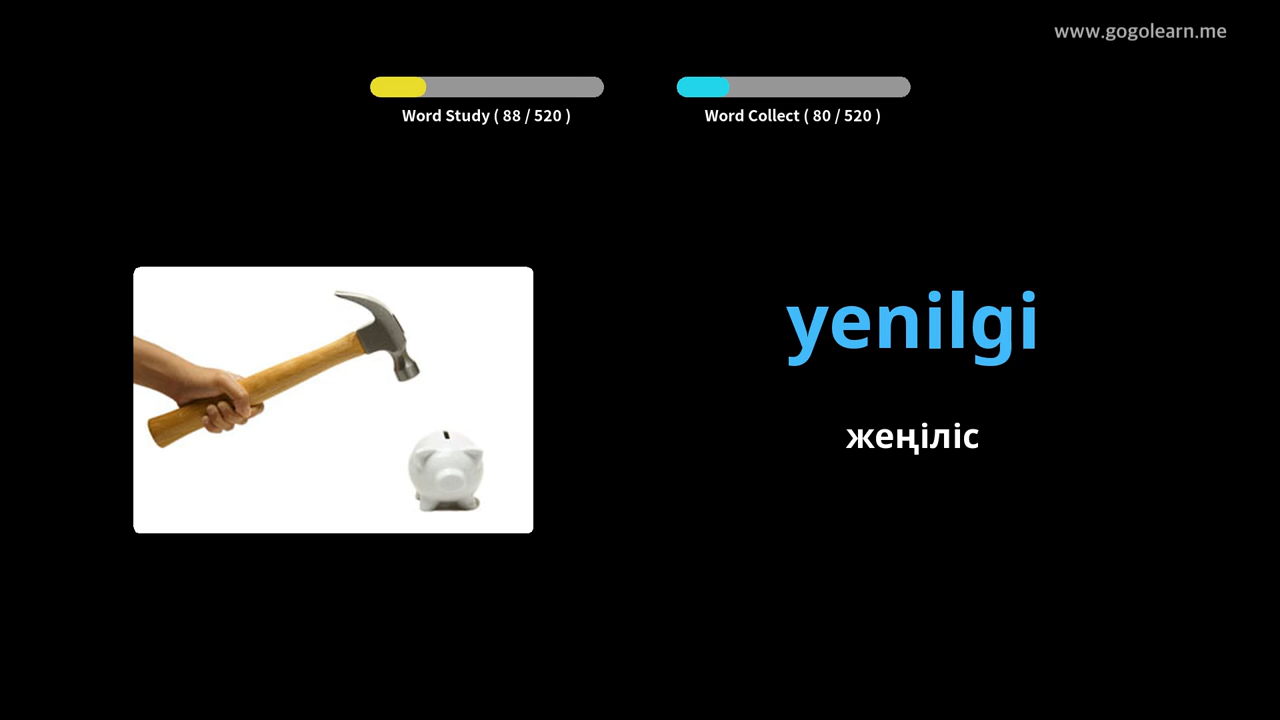 www.gogolearn.me
Word Study ( 88 / 520 )
Word Collect ( 80 / 520 )
yenilgi
жеңіліс